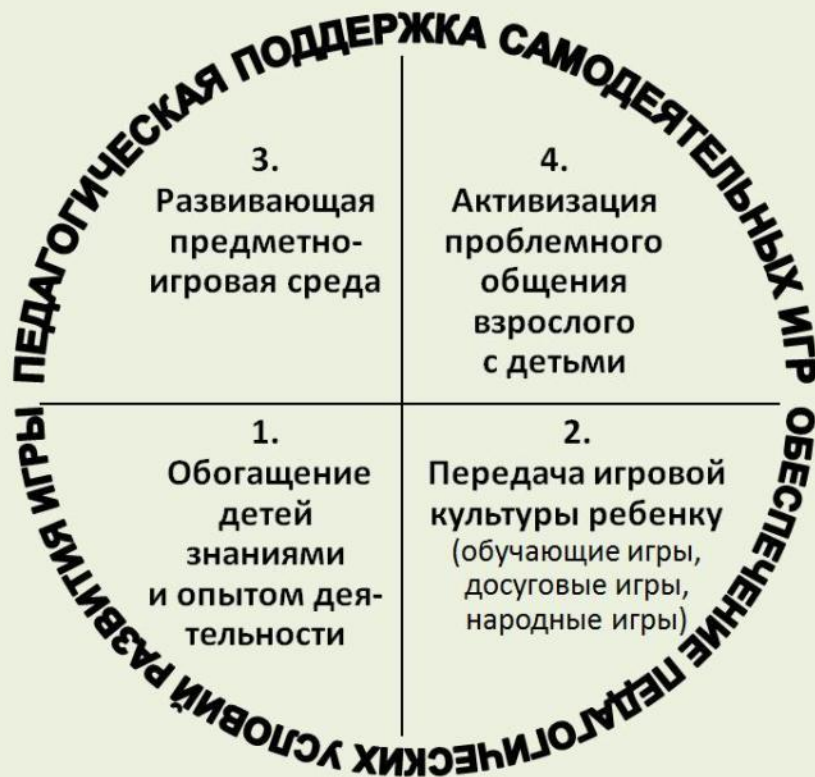 ПЕДАГОГИЧЕСКАЯ ПОДДЕРЖКА САМОДЕЯТЕЛЬНЫХ ИГР
3.
Развивающая
предметно-
игровая среда
4.
Активизация
проблемного
общения
взрослого
с детьми
1.
Обогащение
детей
знаниями
и опытом дея-
тельности
2.
Передача игровой
культуры ребенку
(обучающие игры,
досуговые игры,
народные игры)
ОБЕСПЕЧЕНИЕ ПЕДАГОГИЧЕСКИХ УСЛОВИЙ РАЗВИТИЯ ИГРЫ